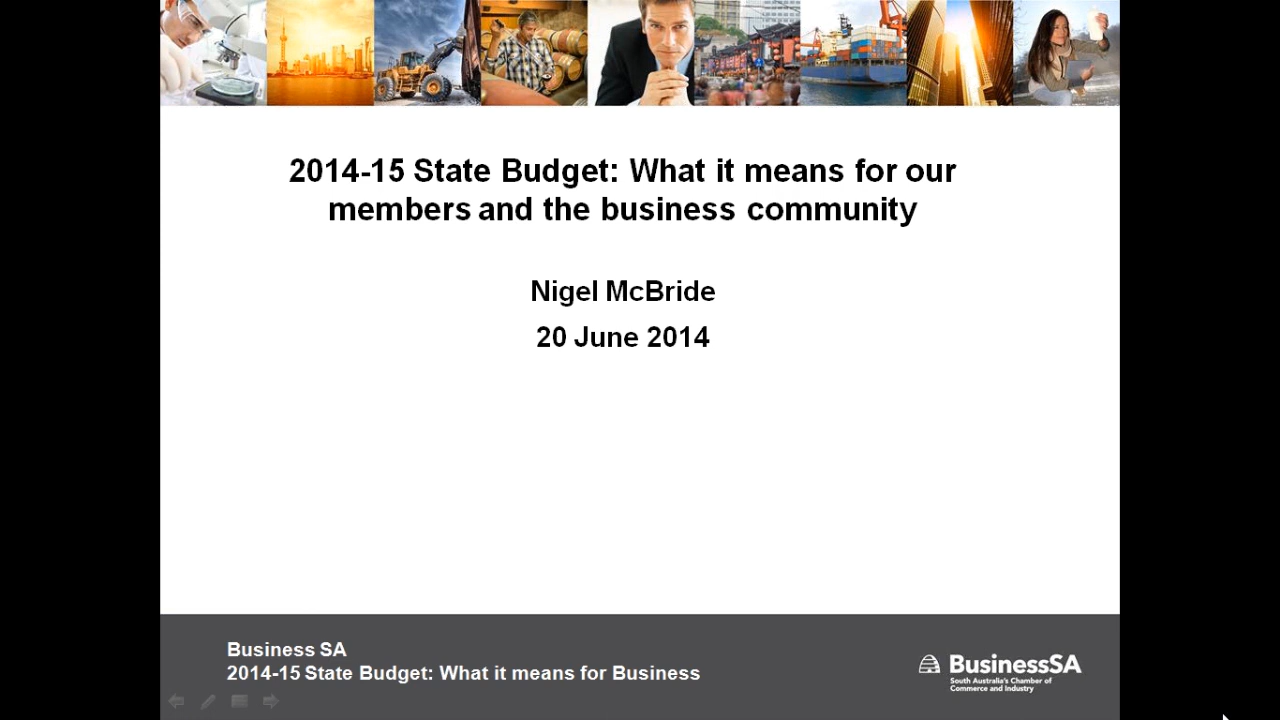 2014-15 State Budget: What it means for our
members and the business community
Nigel McBride
20 June 2014
Business SA
2014-15 State Budget: What it means for Business
BusinessSA
South Australia's Chamber of
Commerce and Industry